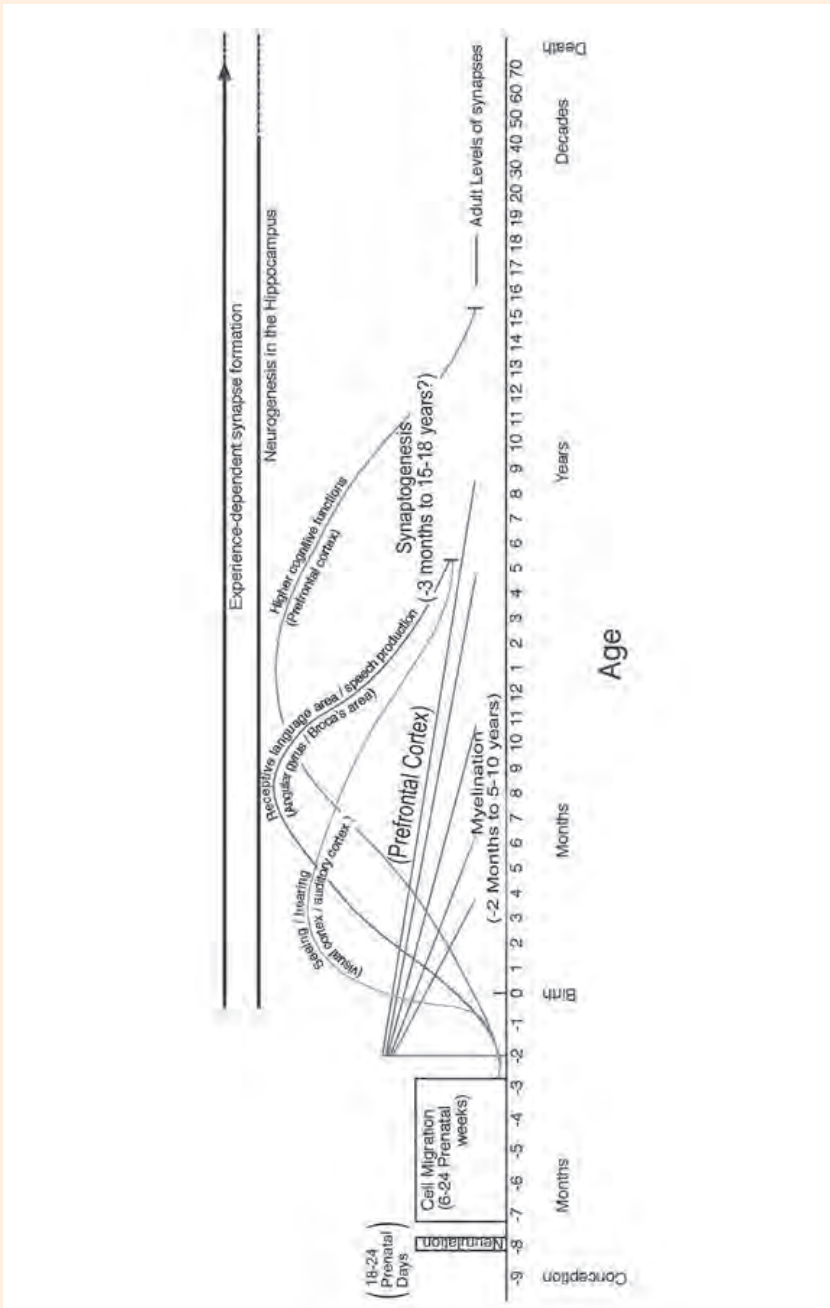 Experience-dependent synapse formation
Neurogenesis in the Hippocampus
Higher cognitive functions
(Prefrontal cortex)
Receptive language area / speech production
(Angular gyrus / Broca's area)
Seeing / hearing
(visual cortex / auditory cortex)
Synaptogenesis
(-3 months to 15-18 years?)
Adult Levels of synapses
(Prefrontal Cortex)
Myelination
(-2 Months to 5-10 years)
(18-24
Prenatal
Days)
Neurulation
Cell Migration
(6-24 Prenatal
weeks)
-9 -8 -7 -6 -5 -4 -3 -2 -1 0 1 2 3 4 5 6 7 8 9 10 11 12 1 2 3 4 5 6 7 8 9 10 11 12 13 14 15 16 17 18 19 20 30 40 50 60 70
Conception Months Birth Months Years Decades Death
Age